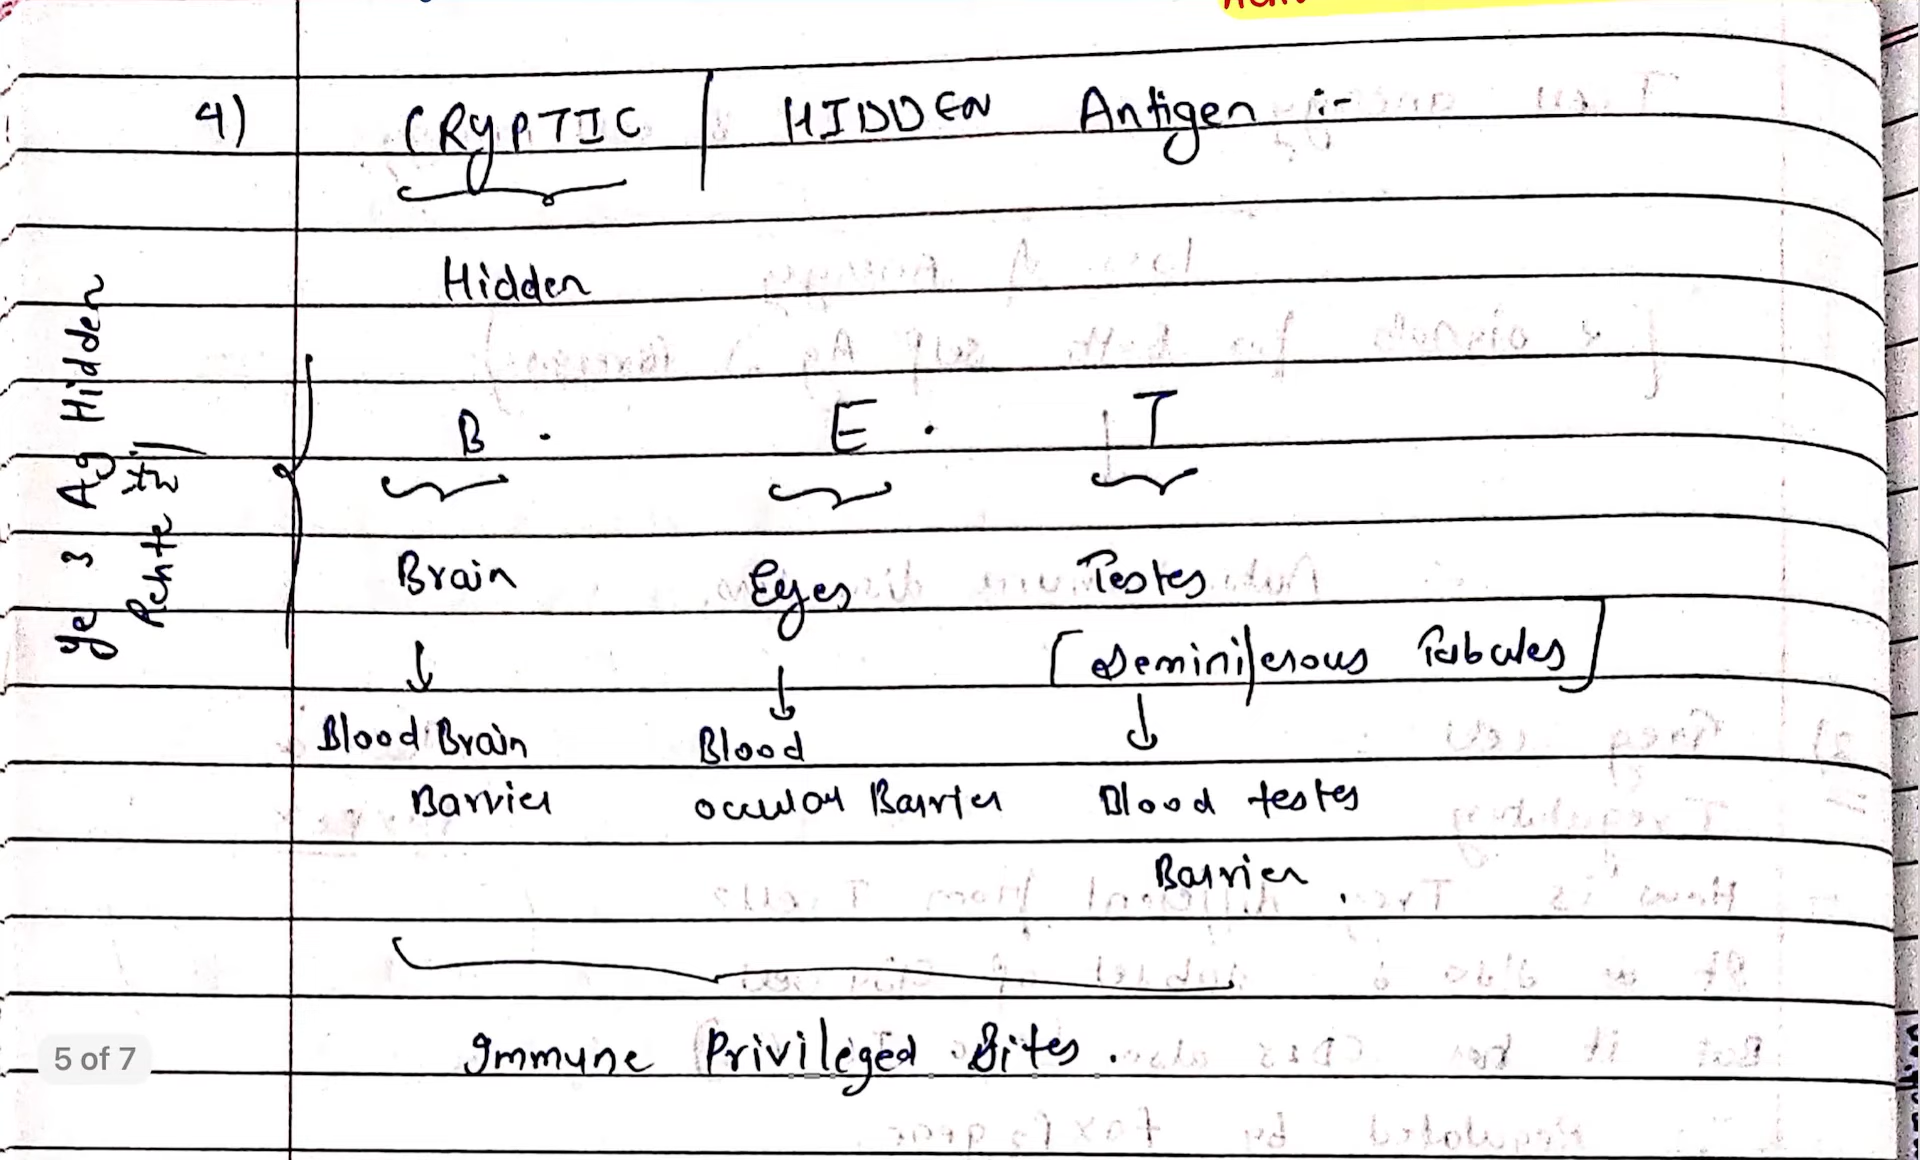 4) CRYPTIC | HIDDEN Antigen :-
Hidden
B . E . T
Brain Eyes Testes
[Seminiferous Tubules]
Blood Brain Blood
Barrier occular Barrier Blood testes
Barrier
Immune Privileged Sites .
Ye 3 Ag Hidden
Rehte
5 of 7